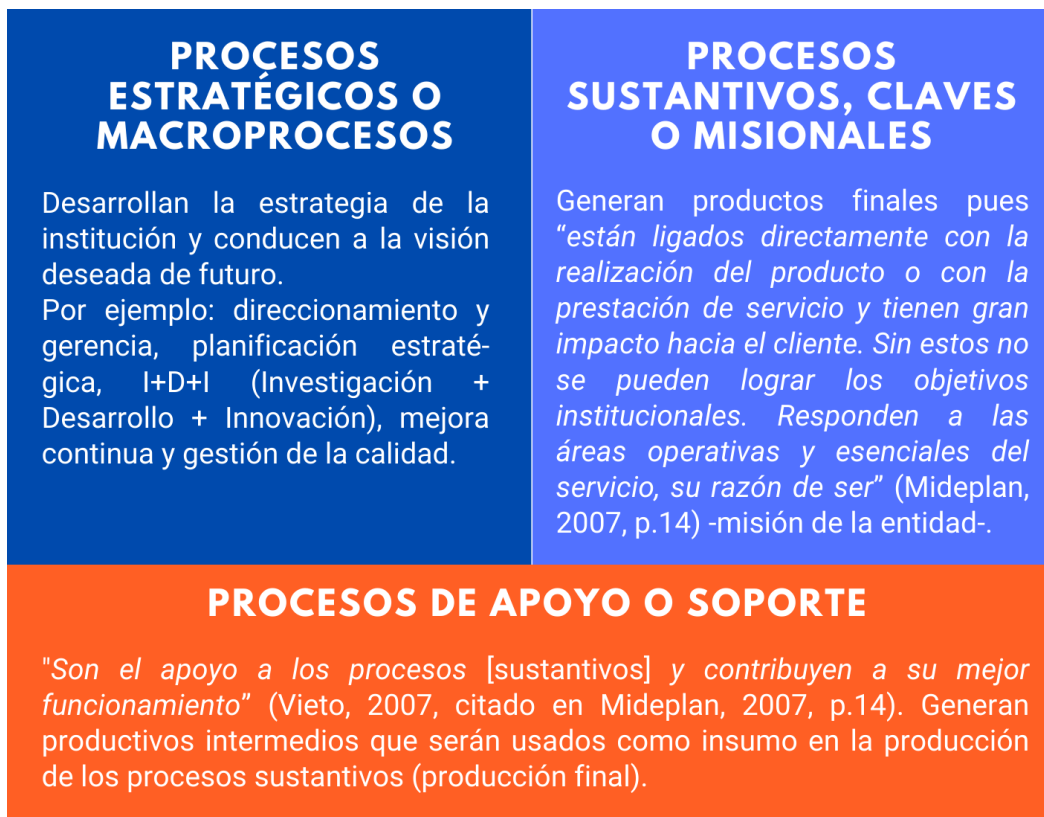 PROCESOS
ESTRATÉGICOS O
MACROPROCESOS
Desarrollan la estrategia de la
institución y conducen a la visión
deseada de futuro.
Por ejemplo: direccionamiento y
gerencia, planificación estraté-
gica, I+D+I (Investigación +
Desarrollo + Innovación), mejora
continua y gestión de la calidad.
PROCESOS
SUSTANTIVOS, CLAVES
O MISIONALES
Generan productos finales pues
“están ligados directamente con la
realización del producto o con la
prestación de servicio y tienen gran
impacto hacia el cliente. Sin estos no
se pueden lograr los objetivos
institucionales. Responden a las
áreas operativas y esenciales del
servicio, su razón de ser” (Mideplan,
2007, p.14) -misión de la entidad-.
PROCESOS DE APOYO O SOPORTE
"Son el apoyo a los procesos [sustantivos] y contribuyen a su mejor
funcionamiento” (Vieto, 2007, citado en Mideplan, 2007, p.14). Generan
productivos intermedios que serán usados como insumo en la producción
de los procesos sustantivos (producción final).